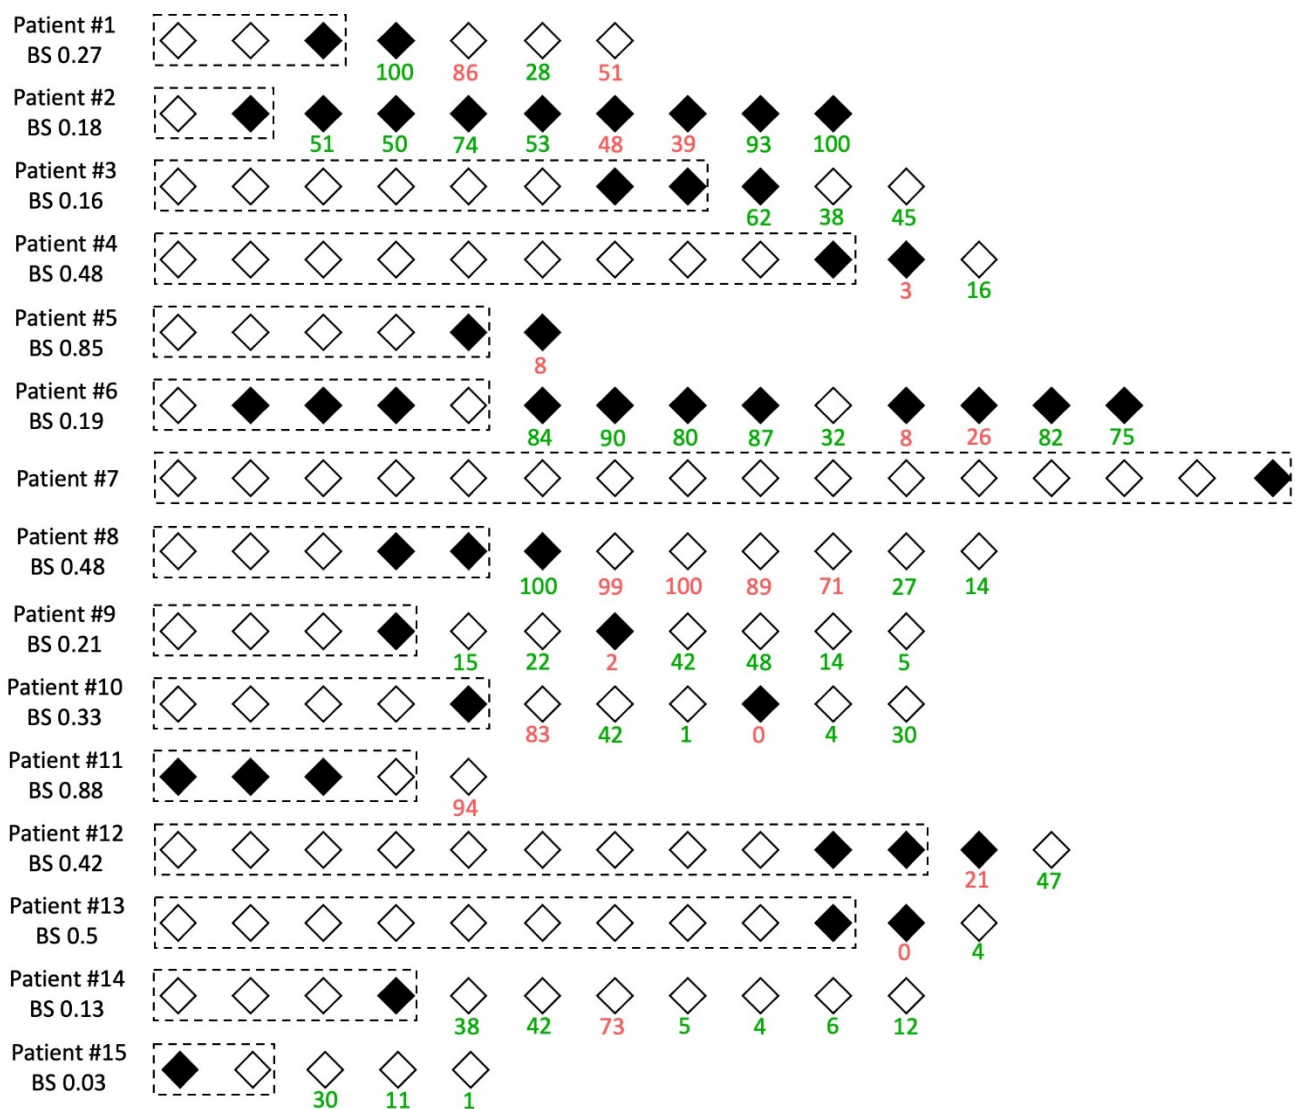 Patient #1
BS 0.27
100 86 28 51
Patient #2
BS 0.18
51 50 74 53 48 39 93 100
Patient #3
BS 0.16
62 38 45
Patient #4
BS 0.48
3 16
Patient #5
BS 0.85
8
Patient #6
BS 0.19
84 90 80 87 32 8 26 82 75
Patient #7
Patient #8
BS 0.48
100 99 100 89 71 27 14
Patient #9
BS 0.21
15 22 2 42 48 14 5
Patient #10
BS 0.33
83 42 1 0 4 30
Patient #11
BS 0.88
94
Patient #12
BS 0.42
21 47
Patient #13
BS 0.5
0 4
Patient #14
BS 0.13
38 42 73 5 4 6 12
Patient #15
BS 0.03
30 11 1